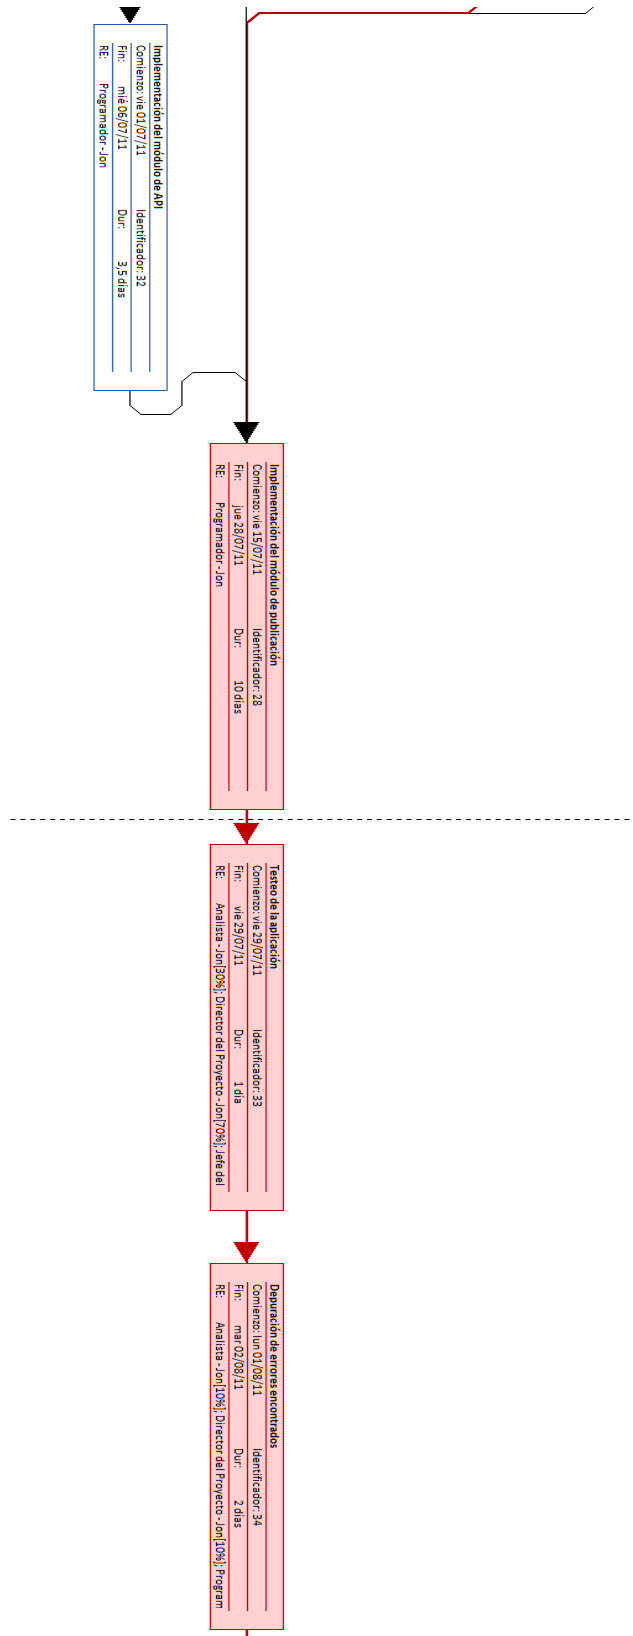 Implementación del módulo de API
Comienzo: vie 01/07/11 Identificador: 32
Fin: mié 06/07/11 Dur: 3,5 días
RE: Programador - Jon
Implementación del módulo de publicación
Comienzo: vie 15/07/11 Identificador: 28
Fin: jue 28/07/11 Dur: 10 días
RE: Programador - Jon
Testeo de la aplicación
Comienzo: vie 29/07/11 Identificador: 33
Fin: vie 29/07/11 Dur: 1 día
RE: Analista - Jon[30%]; Director del Proyecto - Jon[70%]; Jefe del
Depuración de errores encontrados
Comienzo: lun 01/08/11 Identificador: 34
Fin: mar 02/08/11 Dur: 2 días
RE: Analista - Jon[10%]; Director del Proyecto - Jon[10%]; Program